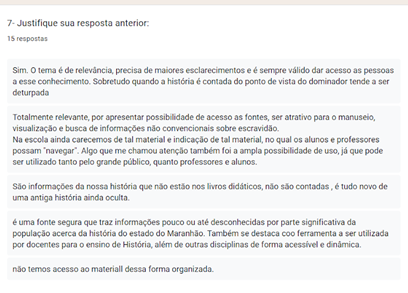 7- Justifique sua resposta anterior:
15 respostas
Sim. O tema é de relevância, precisa de maiores esclarecimentos e é sempre válido dar acesso as pessoas
a esse conhecimento. Sobretudo quando a história é contada do ponto de vista do dominador tende a ser
deturpada
Totalmente relevante, por apresentar possibilidade de acesso as fontes, ser atrativo para o manuseio,
visualização e busca de informações não convencionais sobre escravidão.
Na escola ainda carecemos de tal material e indicação de tal material, no qual os alunos e professores
possam "navegar". Algo que me chamou atenção também foi a ampla possibilidade de uso, já que pode
ser utilizado tanto pelo grande público, quanto professores e alunos.
São informações da nossa história que não estão nos livros didáticos, não são contadas , é tudo novo de
uma antiga história ainda oculta.
é uma fonte segura que traz informações pouco ou até desconhecidas por parte significativa da
população acerca da história do estado do Maranhão. Também se destaca coo ferramenta a ser utilizada
por docentes para o ensino de História, além de outras disciplinas de forma acessível e dinâmica.
não temos acesso ao materiall dessa forma organizada.